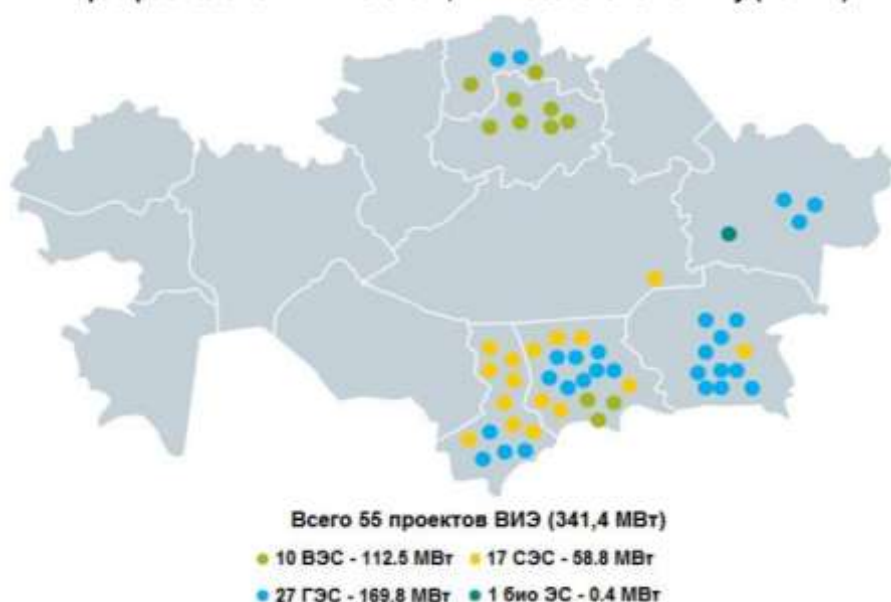 Всего 55 проектов ВИЭ (341,4 МВт)
10 ВЭС - 112.5 МВт 17 СЭС - 58.8 МВт
27 ГЭС - 169.8 МВт 1 био ЭС - 0.4 МВт